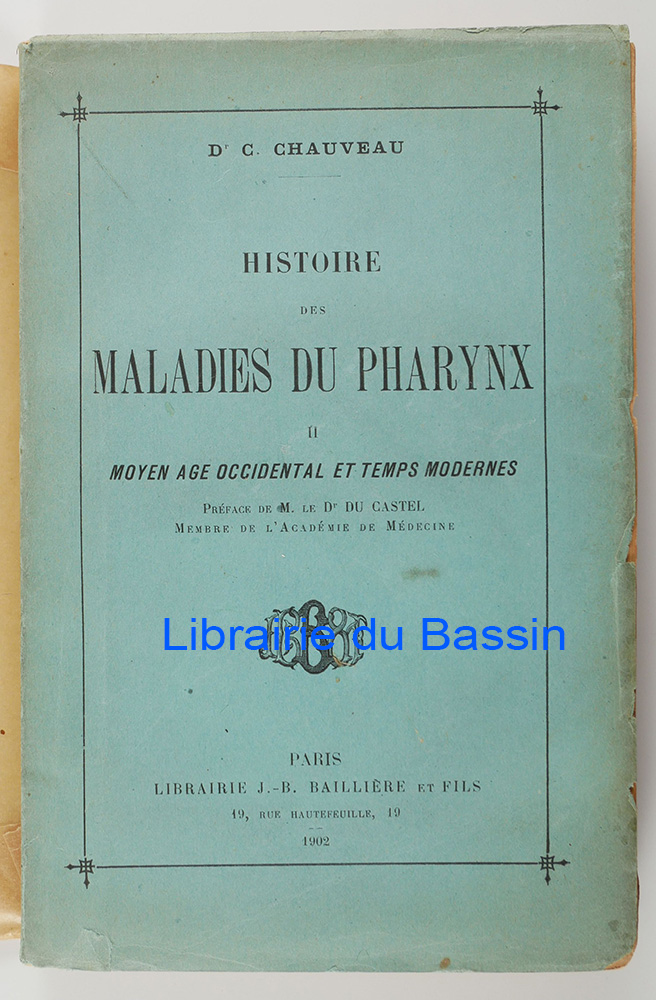 Dr C. CHAUVEAU
HISTOIRE
DES
MALADIES DU PHARYNX
II
MOYEN AGE OCCIDENTAL ET TEMPS MODERNES
PRÉFACE DE M. LE Dr DU CASTEL
MEMBRE DE L'ACADÉMIE DE MÉDECINE
Librairie du Bassin
PARIS
LIBRAIRIE J.-B. BAILLIÈRE ET FILS
19, RUE HAUTEFEUILLE, 19
1902